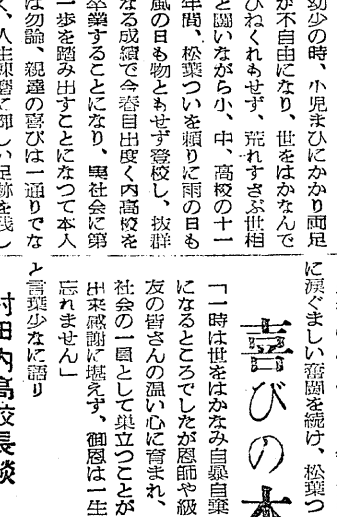 幼少の時、小児まひにかかり両足
が不自由になり、世をはかなんで
ひねくれもせず、荒れすさぶ世相
と闘いながら小、中、高校の十一
年間、松葉ついを頼りに雨の日も
風の日も物ともせず登校し、抜群
なる成績で今春目出度く内高校を
卒業することになり、実社会に第
一歩を踏み出すことになつて本人
は勿論、親達の喜びは一通りでな
に涙ぐましい奮闘を続け、松葉つ
喜びの本
「一時は世をはかなみ自暴自棄
になるところでしたが恩師や級
友の皆さんの温い心に育まれ、
社会の一員として巣立つことが
出来感謝に堪えず、御恩は一生
忘れません」
と言葉少なに語り
村田内高校長談